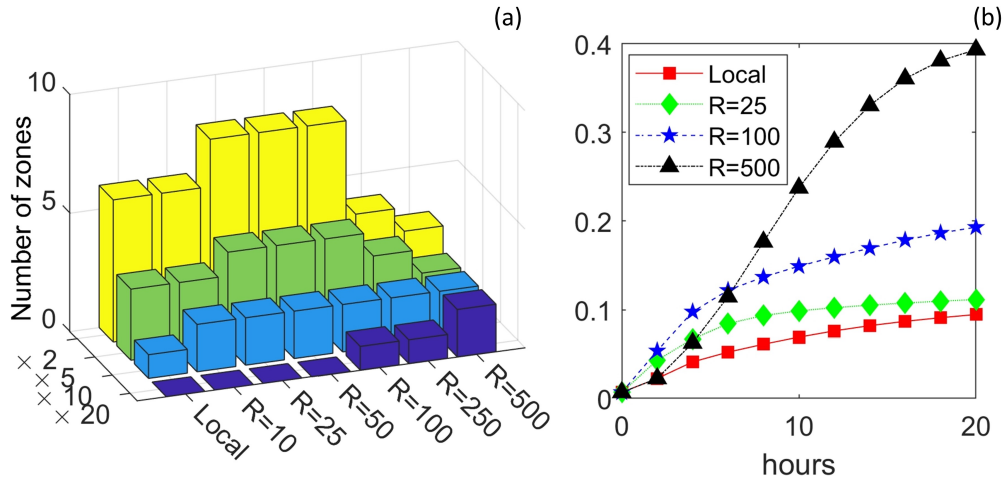 (a)
10
5
0
Number of zones
× 2
× 5
× 10
× 20
Local
R=10
R=25
R=50
R=100
R=250
R=500
(b)
0.4
0.3
0.2
0.1
0
Local
R=25
R=100
R=500
0
10
20
hours